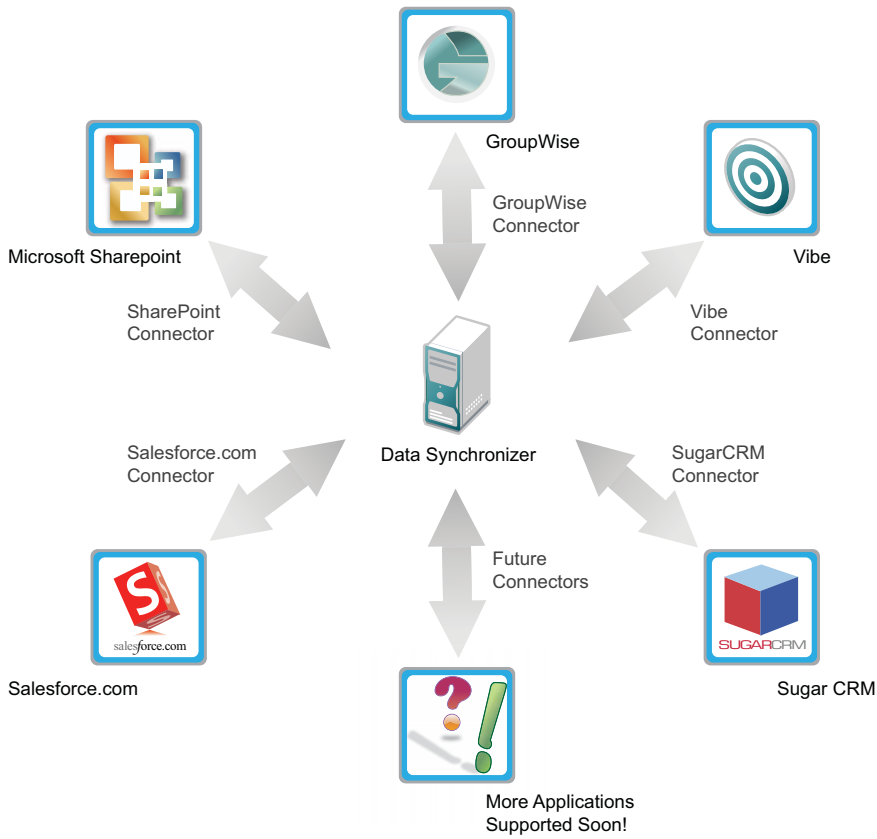 GroupWise
GroupWise
Connector
Microsoft Sharepoint
Vibe
SharePoint
Connector
Vibe
Connector
Data Synchronizer
Salesforce.com
Connector
SugarCRM
Connector
S
S
salesforce.com
Future
Connectors
SUGARCRM
Salesforce.com
Sugar CRM
?!
More Applications
Supported Soon!